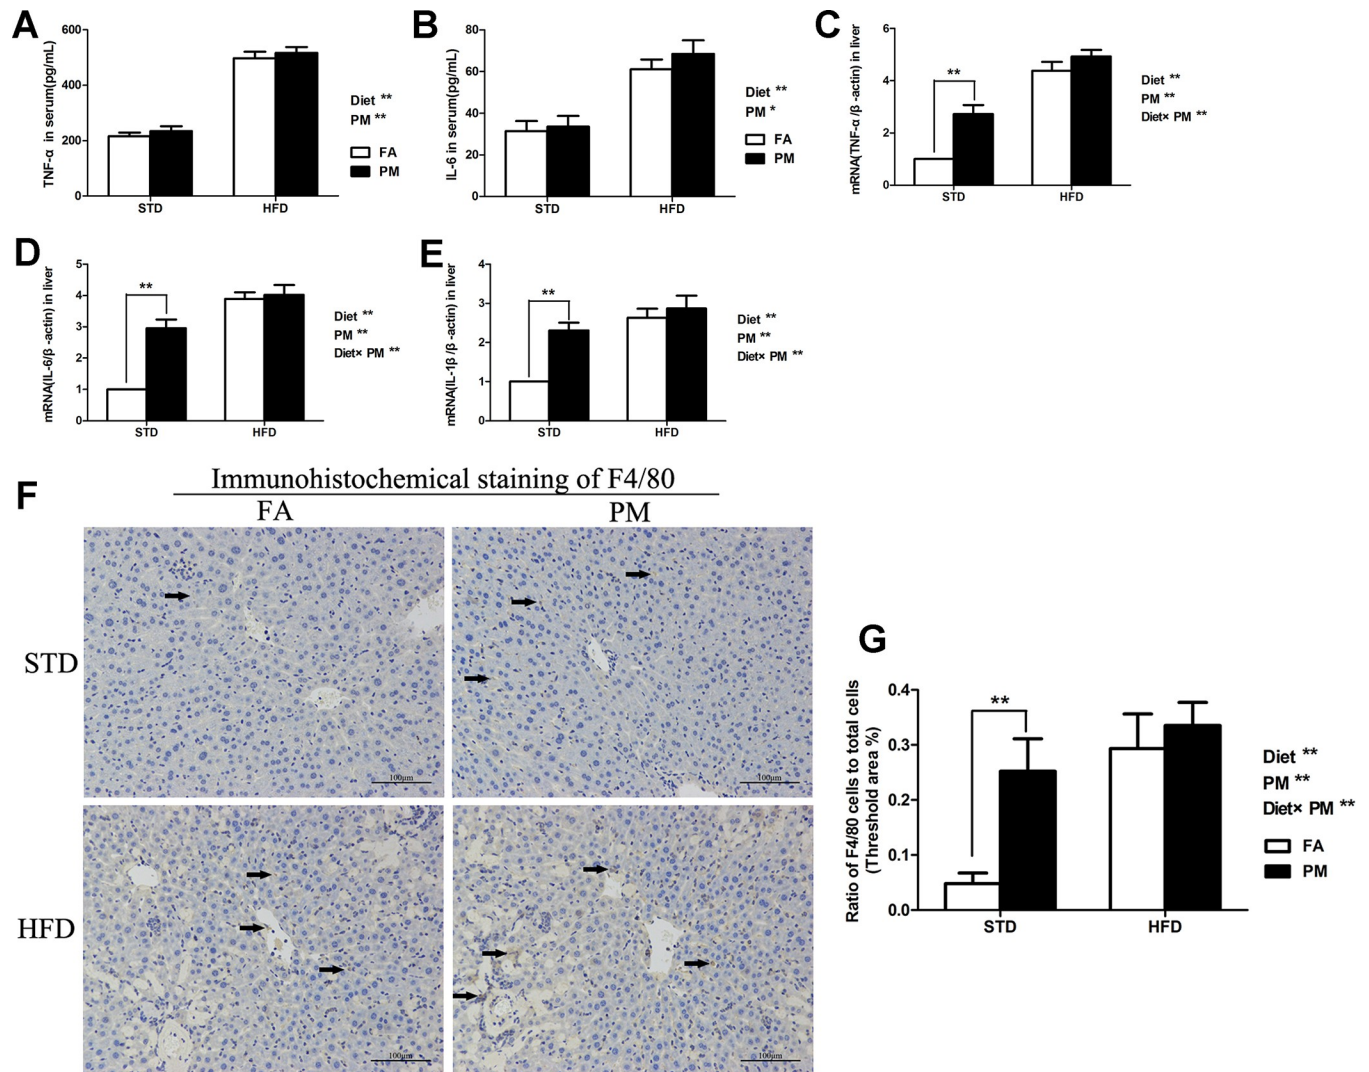 A
TNF-α in serum(pg/mL)
600
400
200
0
STD
HFD
Diet **
PM **
FA
PM
B
IL-6 in serum(pg/mL)
80
60
40
20
0
STD
HFD
Diet **
PM *
FA
PM
C
mRNA(TNF-α /β -actin) in liver
6
4
2
0
**
STD
HFD
Diet **
PM **
Diet× PM **
D
mRNA(IL-6/β -actin) in liver
5
4
3
2
1
0
**
STD
HFD
Diet **
PM **
Diet× PM **
E
mRNA(IL-1β /β -actin) in liver
4
3
2
1
0
**
STD
HFD
Diet **
PM **
Diet× PM **
F
Immunohistochemical staining of F4/80
FA
PM
STD
100μm
100μm
HFD
100μm
100μm
G
Ratio of F4/80 cells to total cells
(Threshold area %)
0.4
0.3
0.2
0.1
0.0
**
STD
HFD
Diet **
PM **
Diet× PM **
FA
PM